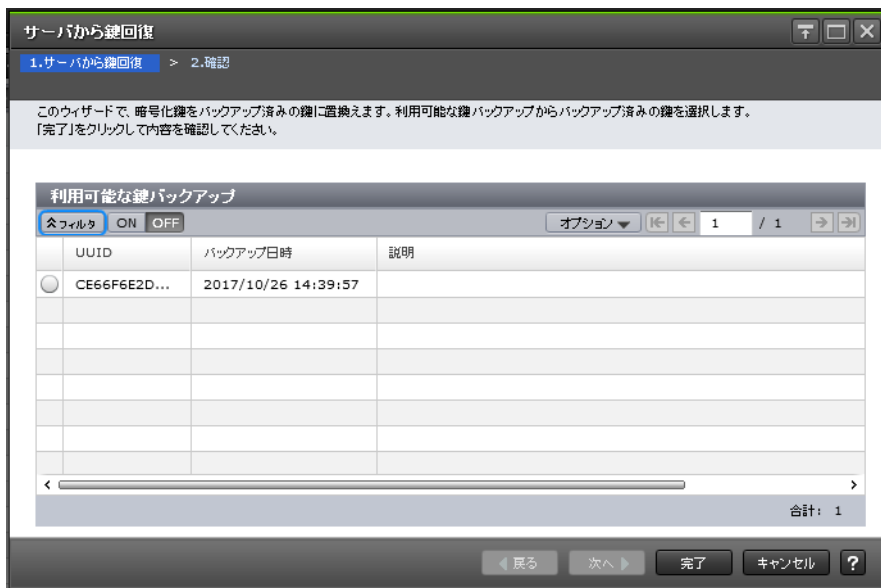 サーバから鍵回復
1.サーバから鍵回復 > 2.確認
このウィザードで、暗号化鍵をバックアップ済みの鍵に置換えます。利用可能な鍵バックアップからバックアップ済みの鍵を選択します。
「完了」をクリックして内容を確認してください。
利用可能な鍵バックアップ
フィルタ ON OFF オプション 1 / 1
UUID バックアップ日時 説明
CE66F6E2D... 2017/10/26 14:39:57
合計: 1
戻る 次へ 完了 キャンセル ?